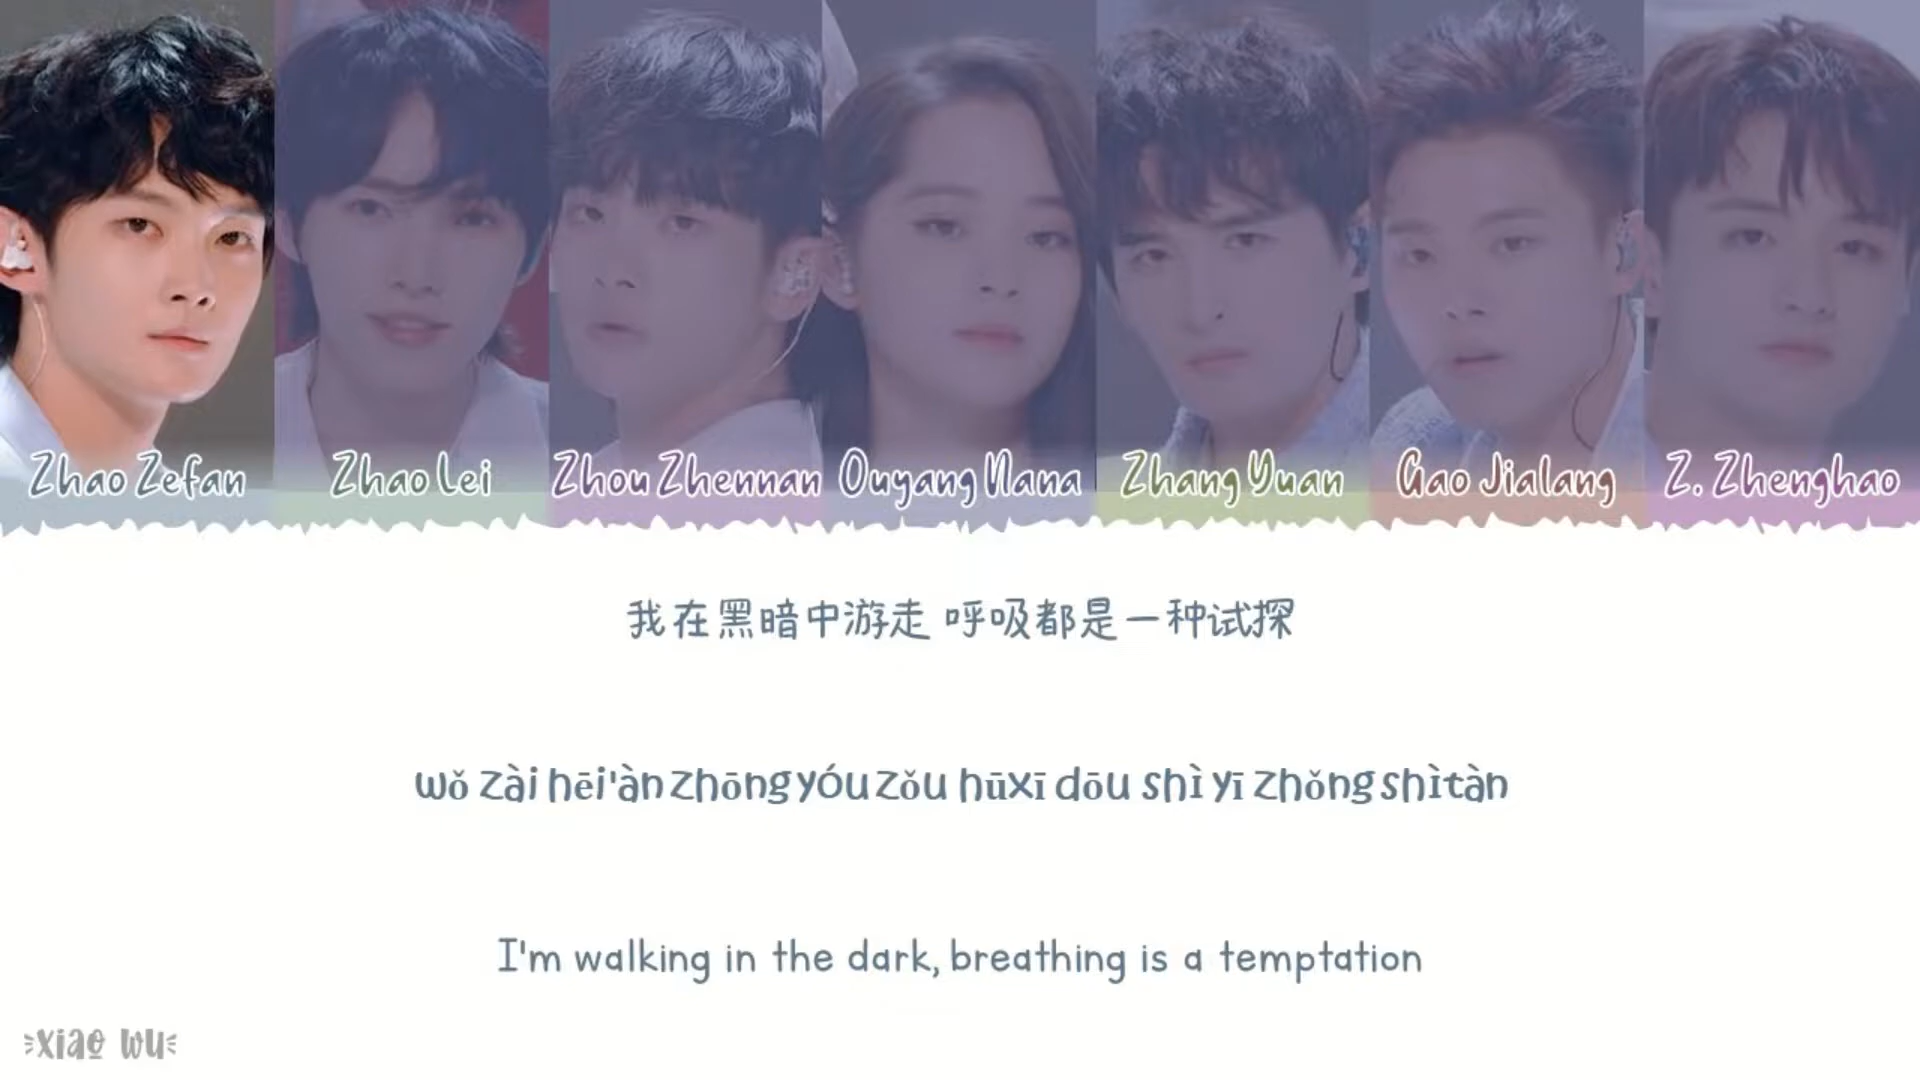 Zhao Zefan Zhao Lei Zhou Zhennan Ouyang Nana Zhang Yuan Gao Jialang Z. Zhenghao
我在黑暗中游走 呼吸都是一种试探
wǒ zài hēi'àn zhōng yóu zǒu hūxī dōu shì yī zhǒng shìtàn
I'm walking in the dark, breathing is a temptation
xiao wu